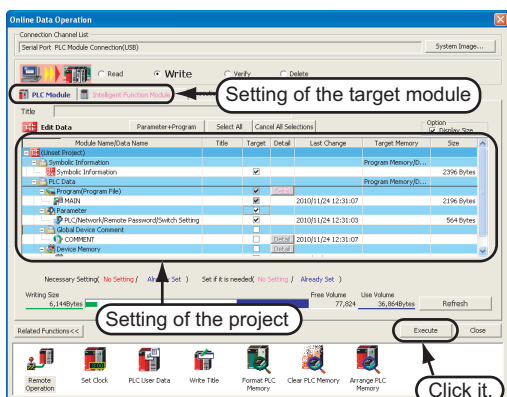 Online Data Operation
Connection Channel List
Serial Port PLC Module Connection(USB)
System Image...
Read Write Verify Delete
PLC Module Intelligent Function Module
Setting of the target module
Title
Edit Data Parameter+Program Select All Cancel All Selections Option
Display Size
Module Name/Data Name Title Target Detail Last Change Target Memory Size
(Unset Project)
Symbolic Information Program Memory/D...
Symbolic Information 2396 Bytes
PLC Data Program Memory/D...
Program(Program File) Detail
MAIN 2010/11/24 12:31:07 2196 Bytes
Parameter
PLC/Network/Remote Password/Switch Setting 2010/11/24 12:31:03 564 Bytes
Global Device Comment
COMMENT Detail 2010/11/24 12:31:07
Device Memory Detail
Necessary Setting( No Setting / Already Set ) Set if it is needed( No Setting / Already Set )
Writing Size Free Volume Use Volume
6,144Bytes 77,824 36,864Bytes Refresh
Setting of the project
Related Functions<< Execute Close
Remote Operation Set Clock PLC User Data Write Title Format PLC Memory Clear PLC Memory Arrange PLC Memory
Click it.